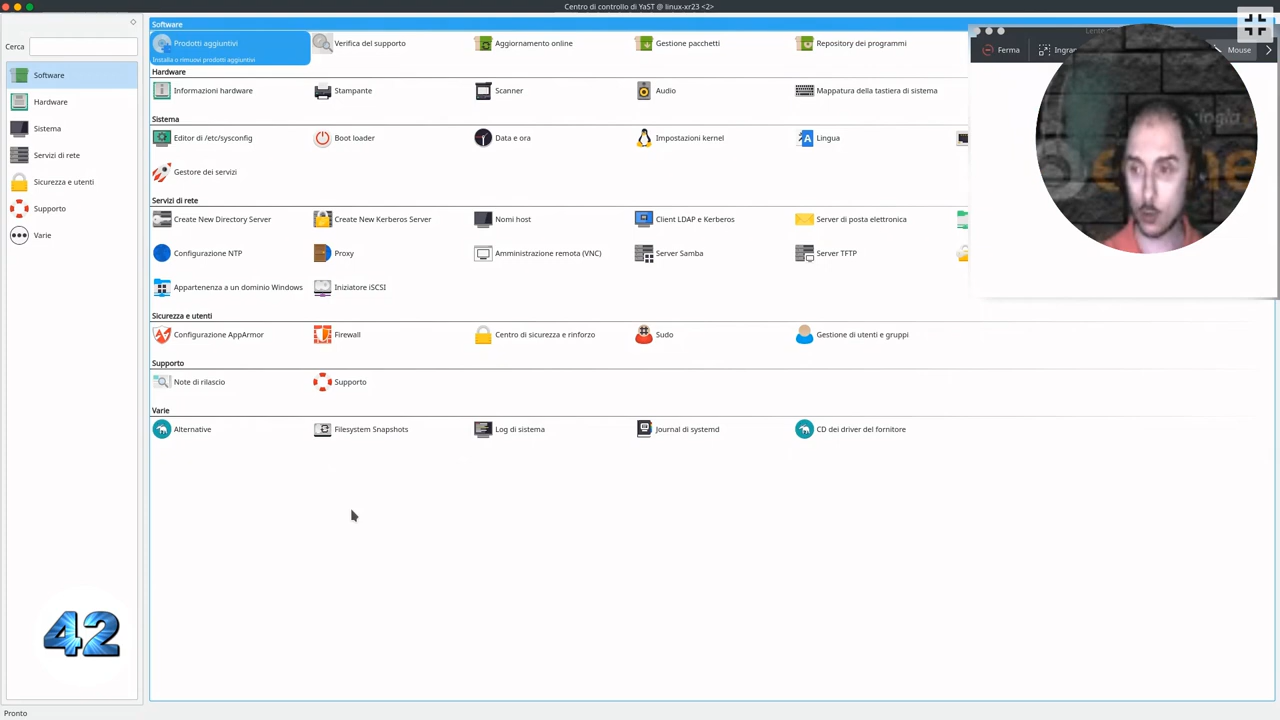 Centro di controllo di YaST @ linux-xr23 <2>
Cerca
Software
Hardware
Sistema
Servizi di rete
Sicurezza e utenti
Supporto
Varie
Software
Prodotti aggiuntivi
Installa o rimuovi prodotti aggiuntivi
Verifica del supporto
Aggiornamento online
Gestione pacchetti
Repository dei programmi
Hardware
Informazioni hardware
Stampante
Scanner
Audio
Mappatura della tastiera di sistema
Sistema
Editor di /etc/sysconfig
Boot loader
Data e ora
Impostazioni kernel
Lingua
Gestore dei servizi
Servizi di rete
Create New Directory Server
Create New Kerberos Server
Nomi host
Client LDAP e Kerberos
Server di posta elettronica
Configurazione NTP
Proxy
Amministrazione remota (VNC)
Server Samba
Server TFTP
Appartenenza a un dominio Windows
Iniziatore iSCSI
Sicurezza e utenti
Configurazione AppArmor
Firewall
Centro di sicurezza e rinforzo
Sudo
Gestione di utenti e gruppi
Supporto
Note di rilascio
Supporto
Varie
Alternative
Filesystem Snapshots
Log di sistema
Journal di systemd
CD dei driver del fornitore
Ferma
Mouse
42
Pronto